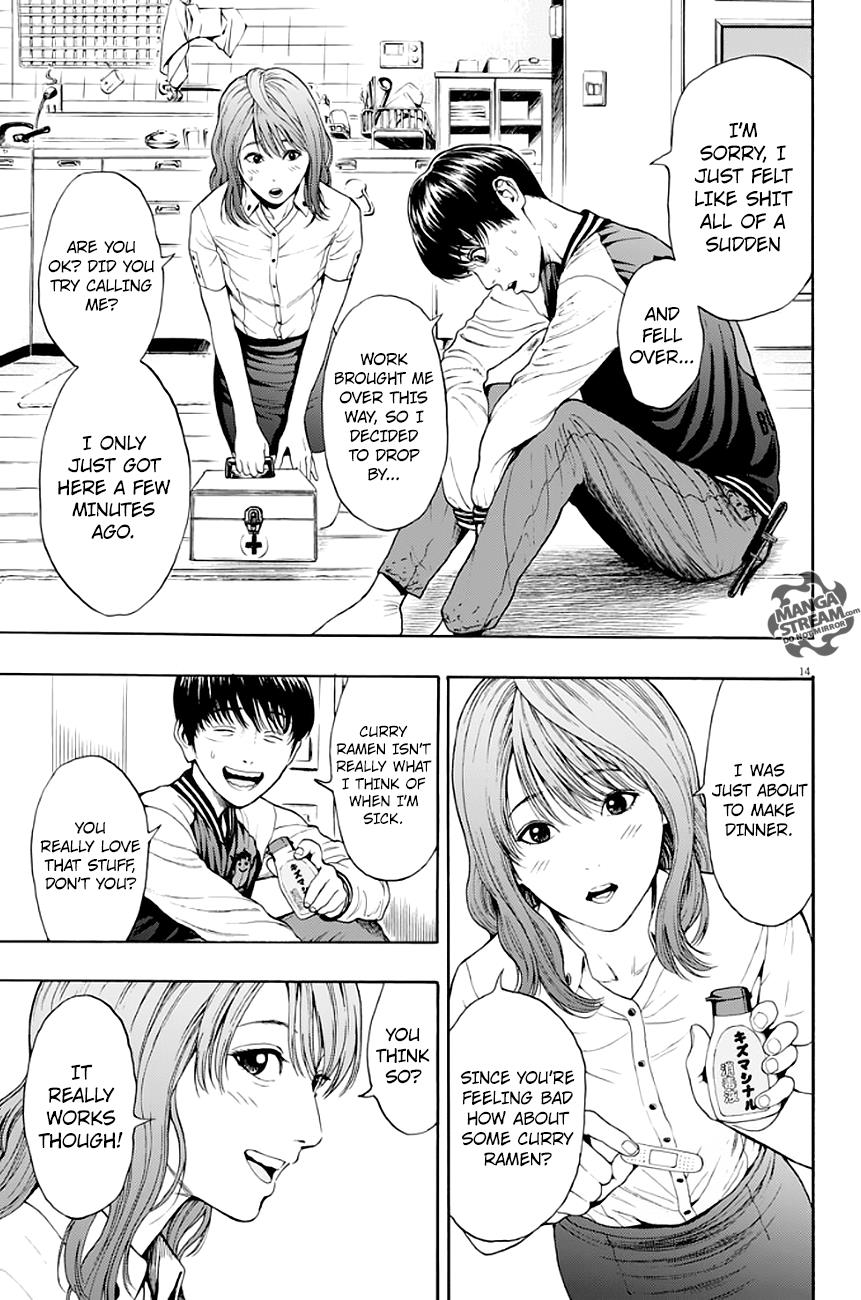 I'M
SORRY, I
JUST FELT
LIKE SHIT
ALL OF A
SUDDEN
AND
FELL
OVER...
ARE YOU
OK? DID YOU
TRY CALLING
ME?
WORK
BROUGHT ME
OVER THIS
WAY, SO I
DECIDED
TO DROP
BY...
I ONLY
JUST GOT
HERE A FEW
MINUTES
AGO.
MANGA
STREAM.com
DO NOT MIRROR
14
I WAS
JUST ABOUT
TO MAKE
DINNER.
キズマシナル
消毒液
SINCE YOU'RE
FEELING BAD
HOW ABOUT
SOME CURRY
RAMEN?
CURRY
RAMEN ISN'T
REALLY WHAT
I THINK OF
WHEN I'M
SICK.
YOU
REALLY LOVE
THAT STUFF,
DON'T YOU?
YOU
THINK
SO?
IT
REALLY
WORKS
THOUGH!